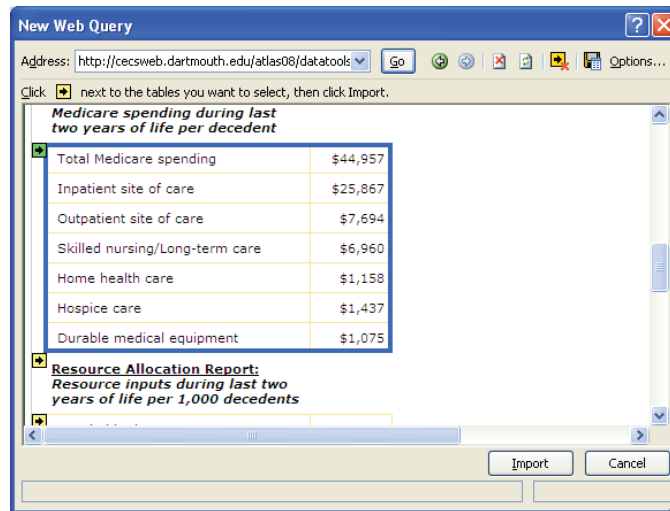 New Web Query
Address: http://cecsweb.dartmouth.edu/atlas08/datatools Go Options...
Click next to the tables you want to select, then click Import.
Medicare spending during last
two years of life per decedent
Total Medicare spending $44,957
Inpatient site of care $25,867
Outpatient site of care $7,694
Skilled nursing/Long-term care $6,960
Home health care $1,158
Hospice care $1,437
Durable medical equipment $1,075
Resource Allocation Report:
Resource inputs during last two
years of life per 1,000 decedents
Import Cancel